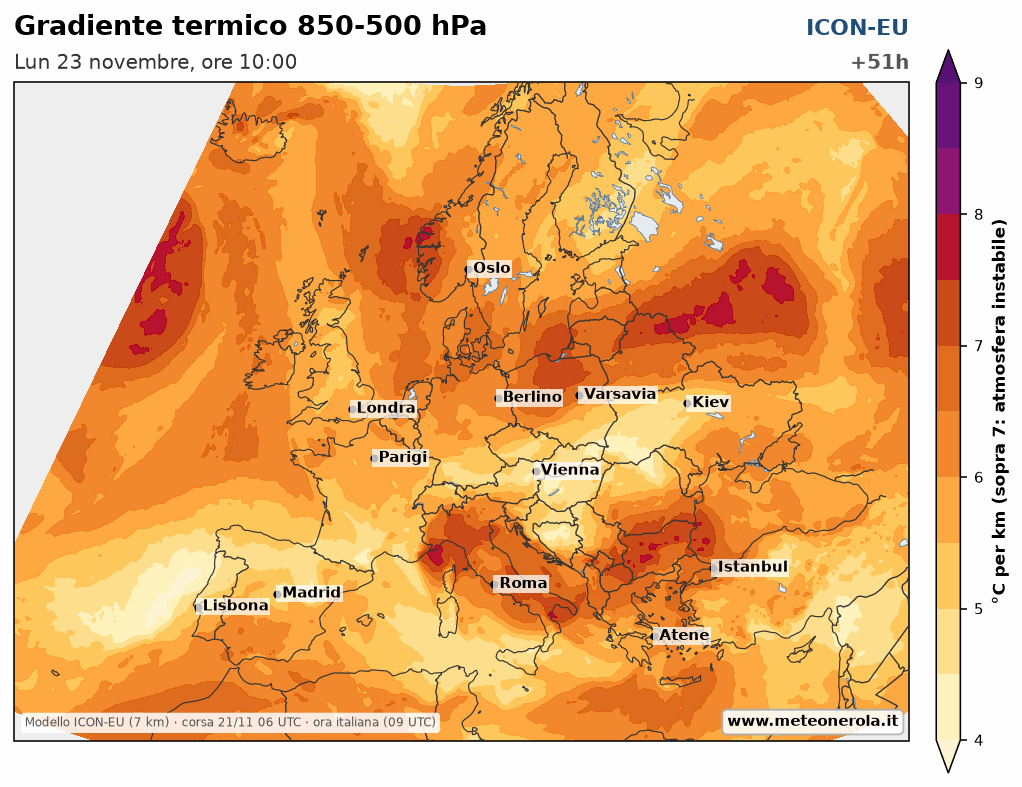 Gradiente termico 850-500 hPa
ICON-EU
Lun 23 novembre, ore 10:00
+51h
Oslo
Berlino
Varsavia
Kiev
Londra
Parigi
Vienna
Istanbul
Roma
Madrid
Lisbona
Atene
Modello ICON-EU (7 km) · corsa 21/11 06 UTC · ora italiana (09 UTC)
www.meteonerola.it
9
8
7
6
5
4
°C per km (sopra 7: atmosfera instabile)